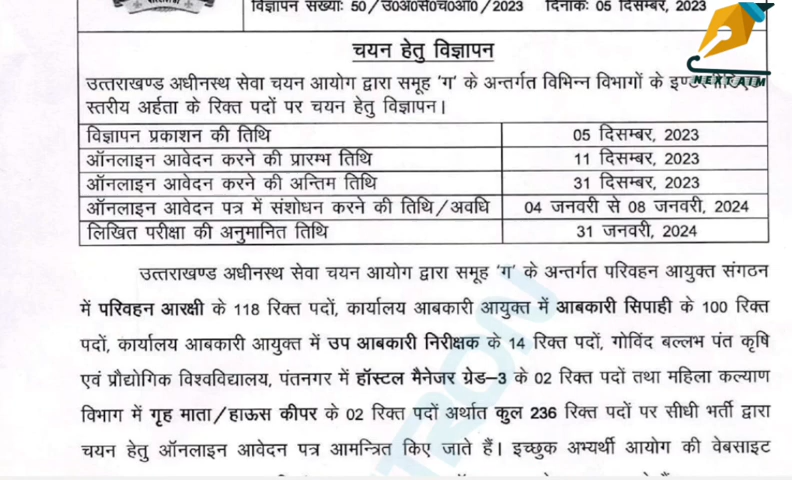 विज्ञापन संख्याः 50/उ0अ0से0च0आ0/2023 दिनांकः 05 दिसम्बर, 2023
चयन हेतु विज्ञापन
NEXT AIM
उत्तराखण्ड अधीनस्थ सेवा चयन आयोग द्वारा समूह 'ग' के अन्तर्गत विभिन्न विभागों के
स्तरीय अर्हता के रिक्त पदों पर चयन हेतु विज्ञापन।
विज्ञापन प्रकाशन की तिथि 05 दिसम्बर, 2023
ऑनलाइन आवेदन करने की प्रारम्भ तिथि 11 दिसम्बर, 2023
ऑनलाइन आवेदन करने की अन्तिम तिथि 31 दिसम्बर, 2023
ऑनलाइन आवेदन पत्र में संशोधन करने की तिथि/अवधि 04 जनवरी से 08 जनवरी, 2024
लिखित परीक्षा की अनुमानित तिथि 31 जनवरी, 2024
उत्तराखण्ड अधीनस्थ सेवा चयन आयोग द्वारा समूह 'ग' के अन्तर्गत परिवहन आयुक्त संगठन
में परिवहन आरक्षी के 118 रिक्त पदों, कार्यालय आबकारी आयुक्त में आबकारी सिपाही के 100 रिक्त
पदों, कार्यालय आबकारी आयुक्त में उप आबकारी निरीक्षक के 14 रिक्त पदों, गोविंद बल्लभ पंत कृषि
एवं प्रौद्योगिक विश्वविद्यालय, पंतनगर में हॉस्टल मैनेजर ग्रेड–3 के 02 रिक्त पदों तथा महिला कल्याण
विभाग में गृह माता/हाऊस कीपर के 02 रिक्त पदों अर्थात कुल 236 रिक्त पदों पर सीधी भर्ती द्वारा
चयन हेतु ऑनलाइन आवेदन पत्र आमन्त्रित किए जाते हैं। इच्छुक अभ्यर्थी आयोग की वेबसाइट